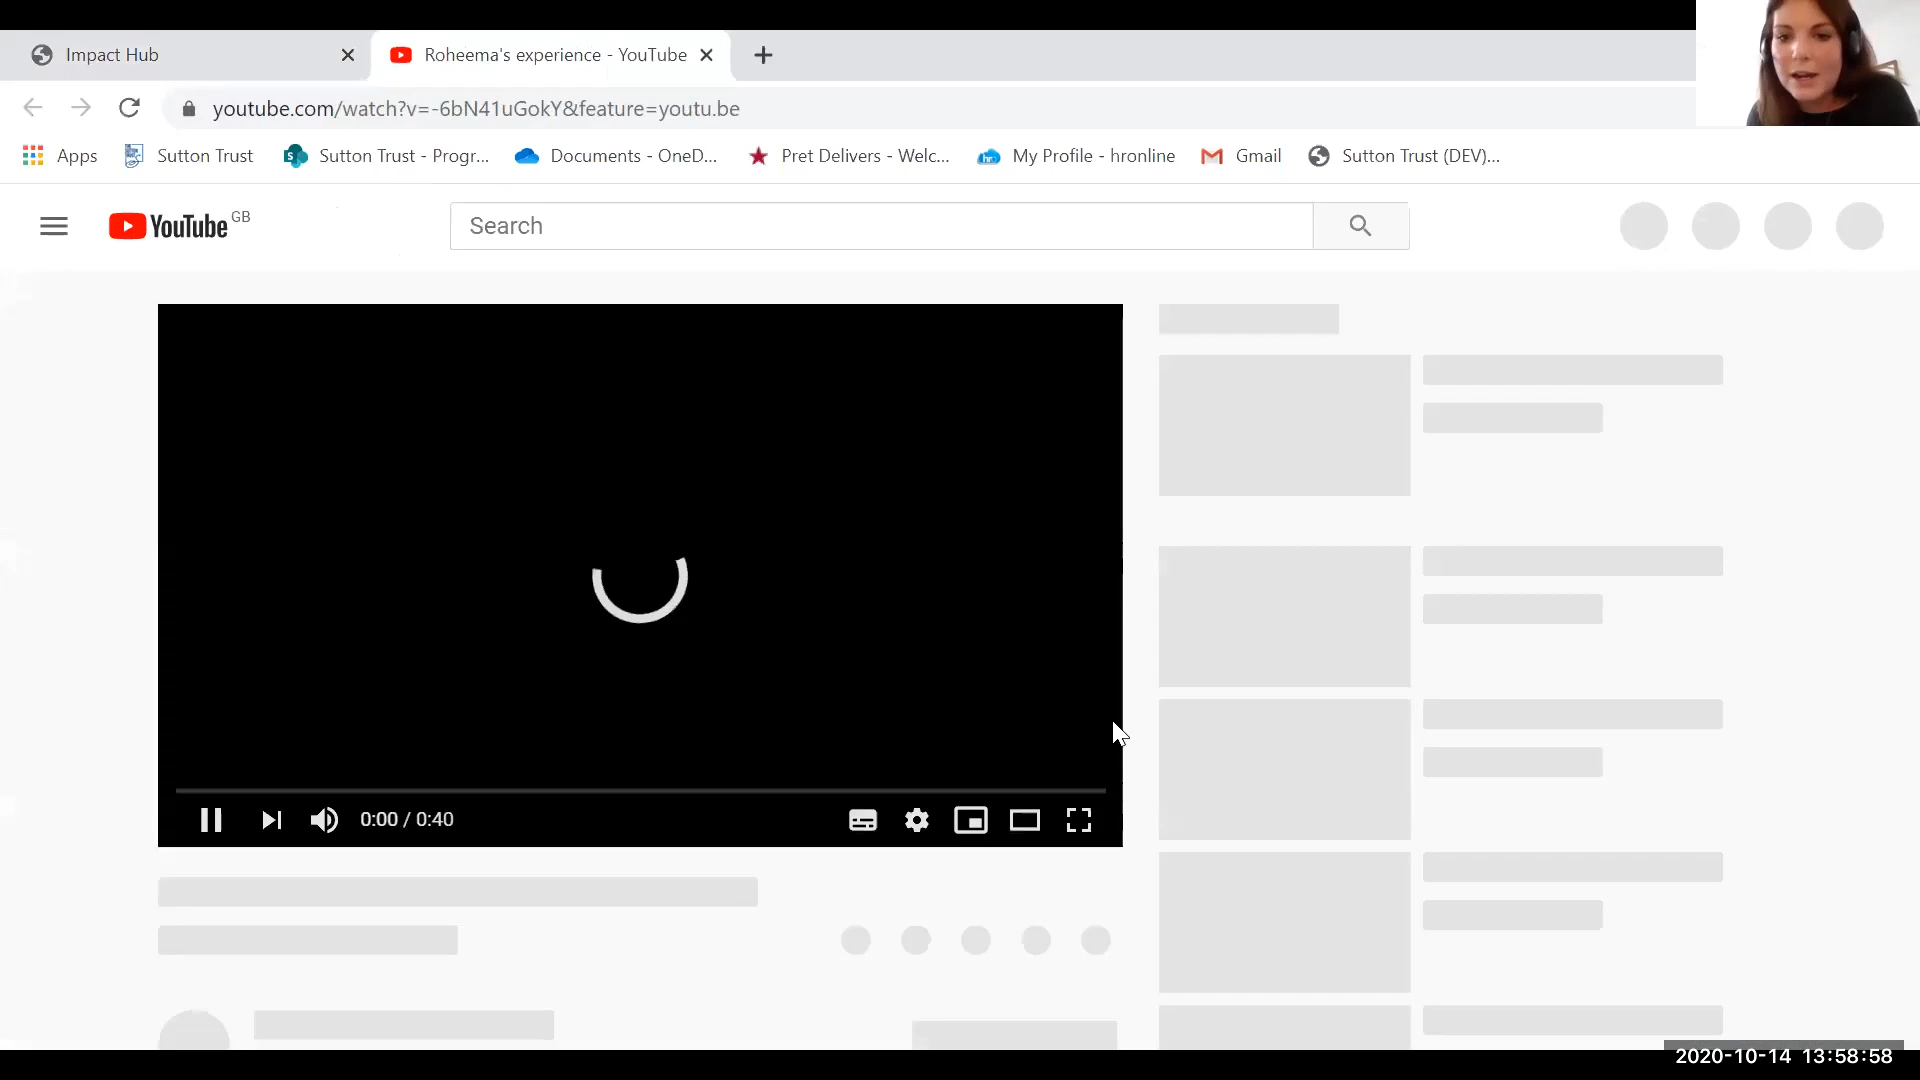 Impact Hub
Roheema's experience - YouTube
youtube.com/watch?v=-6bN41uGokY&feature=youtu.be
Apps
Sutton Trust
Sutton Trust - Progr...
Documents - OneD...
Pret Delivers - Welc...
My Profile - hronline
Gmail
Sutton Trust (DEV)...
YouTube GB
Search
0:00 / 0:40
2020-10-14 13:58:58